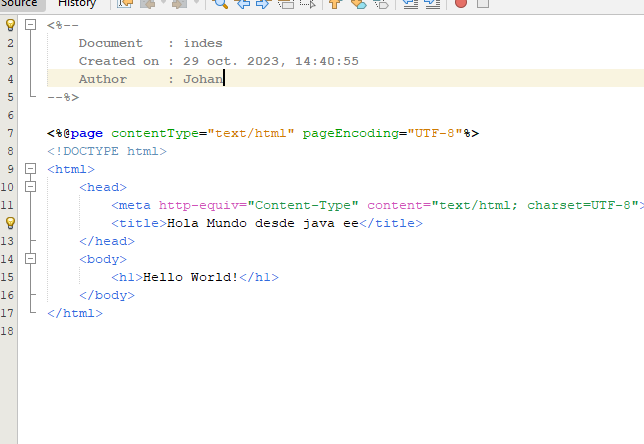 Source History
<%--
2 Document : indes
3 Created on : 29 oct. 2023, 14:40:55
4 Author : Johan
5 --%>
6
7 <%@page contentType="text/html" pageEncoding="UTF-8"%>
8 <!DOCTYPE html>
9 <html>
10 <head>
11 <meta http-equiv="Content-Type" content="text/html; charset=UTF-8">
<title>Hola Mundo desde java ee</title>
13 </head>
14 <body>
15 <h1>Hello World!</h1>
16 </body>
17 </html>
18